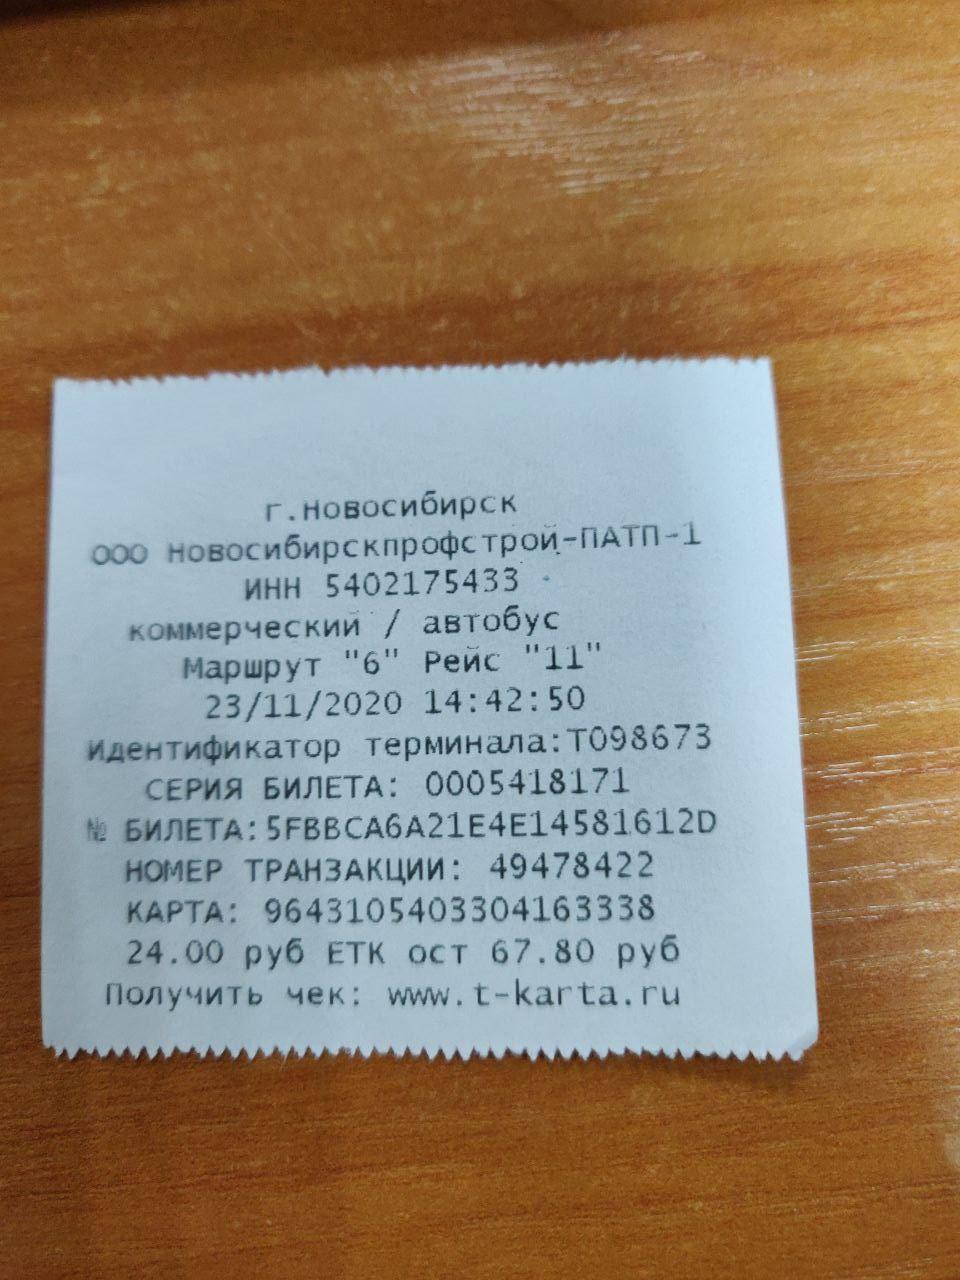 г.Новосибирск
ООО Новосибирскпрофстрой-ПАТП-1
ИНН 5402175433
коммерческий / автобус
Маршрут "6" Рейс "11"
23/11/2020 14:42:50
Идентификатор терминала:T098673
СЕРИЯ БИЛЕТА: 0005418171
№ БИЛЕТА:5FBBCA6A21E4E14581612D
НОМЕР ТРАНЗАКЦИИ: 49478422
КАРТА: 9643105403304163338
24.00 руб ЕТК ост 67.80 руб
Получить чек: www.t-karta.ru